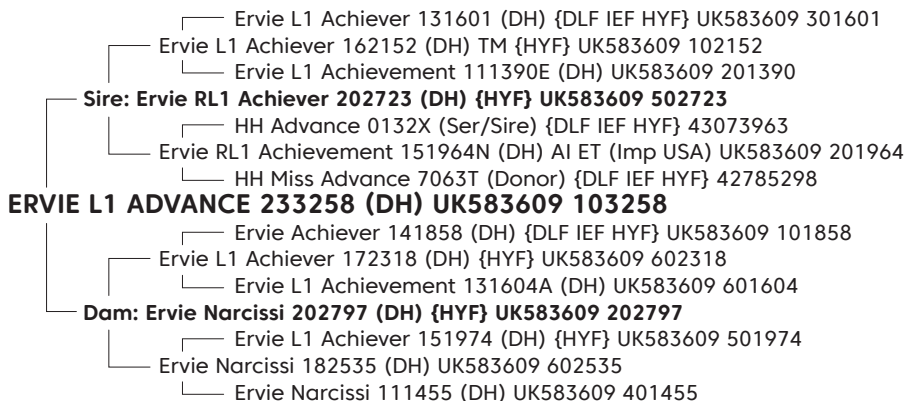 Ervie L1 Achiever 131601 (DH) {DLF IEF HYF} UK583609 301601
Ervie L1 Achiever 162152 (DH) TM {HYF} UK583609 102152
Ervie L1 Achievement 111390E (DH) UK583609 201390
Sire: Ervie RL1 Achiever 202723 (DH) {HYF} UK583609 502723
HH Advance 0132X (Ser/Sire) {DLF IEF HYF} 43073963
Ervie RL1 Achievement 151964N (DH) AI ET (Imp USA) UK583609 201964
HH Miss Advance 7063T (Donor) {DLF IEF HYF} 42785298
ERVIE L1 ADVANCE 233258 (DH) UK583609 103258
Ervie Achiever 141858 (DH) {DLF IEF HYF} UK583609 101858
Ervie L1 Achiever 172318 (DH) {HYF} UK583609 602318
Ervie L1 Achievement 131604A (DH) UK583609 601604
Dam: Ervie Narcissi 202797 (DH) {HYF} UK583609 202797
Ervie L1 Achiever 151974 (DH) {HYF} UK583609 501974
Ervie Narcissi 182535 (DH) UK583609 602535
Ervie Narcissi 111455 (DH) UK583609 401455